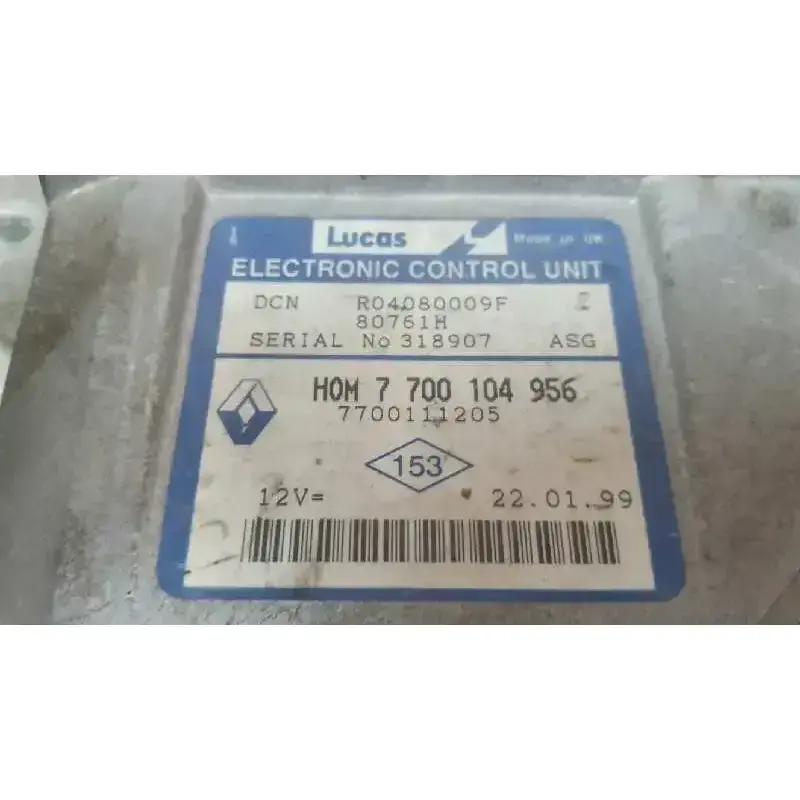 Lucas Made in UK
ELECTRONIC CONTROL UNIT
DCN R04080009F
80761H
SERIAL No 318907 ASG
HOM 7 700 104 956
7700111205
153
12V= 22.01.99